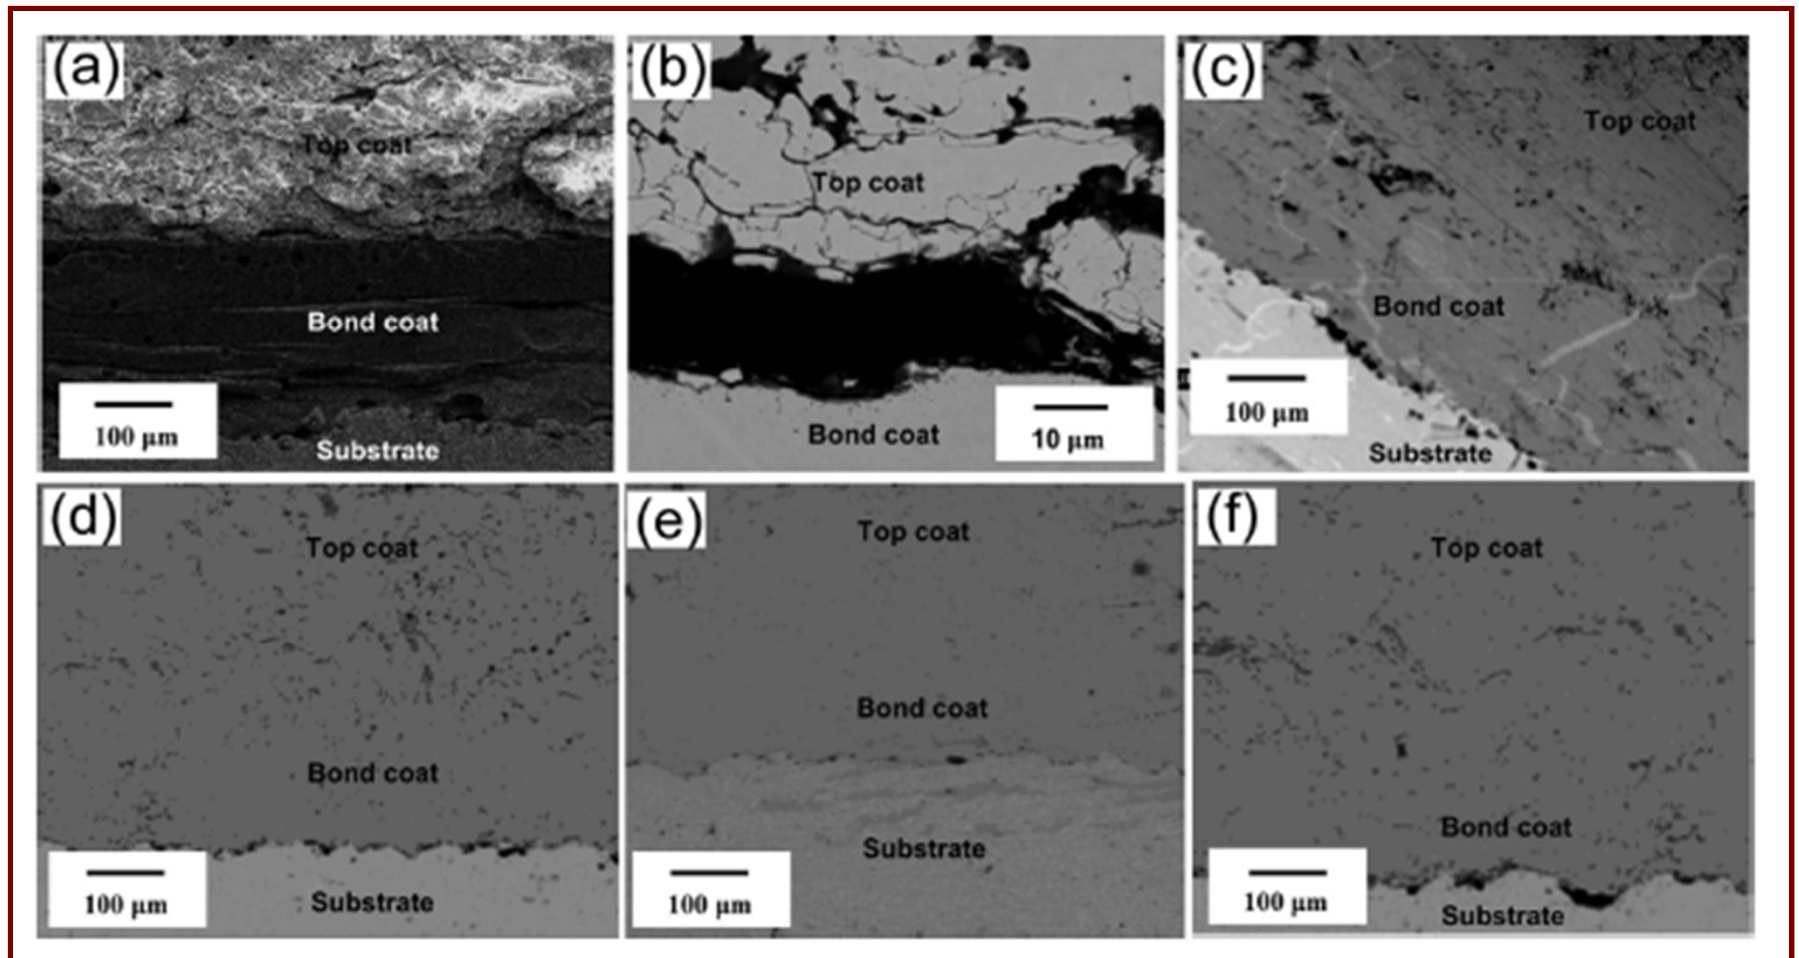 (a)
Top coat
Bond coat
100 μm
Substrate
(b)
Top coat
Bond coat
10 μm
(c)
Top coat
Bond coat
100 μm
Substrate
(d)
Top coat
Bond coat
100 μm
Substrate
(e)
Top coat
Bond coat
Substrate
100 μm
(f)
Top coat
Bond coat
100 μm
Substrate